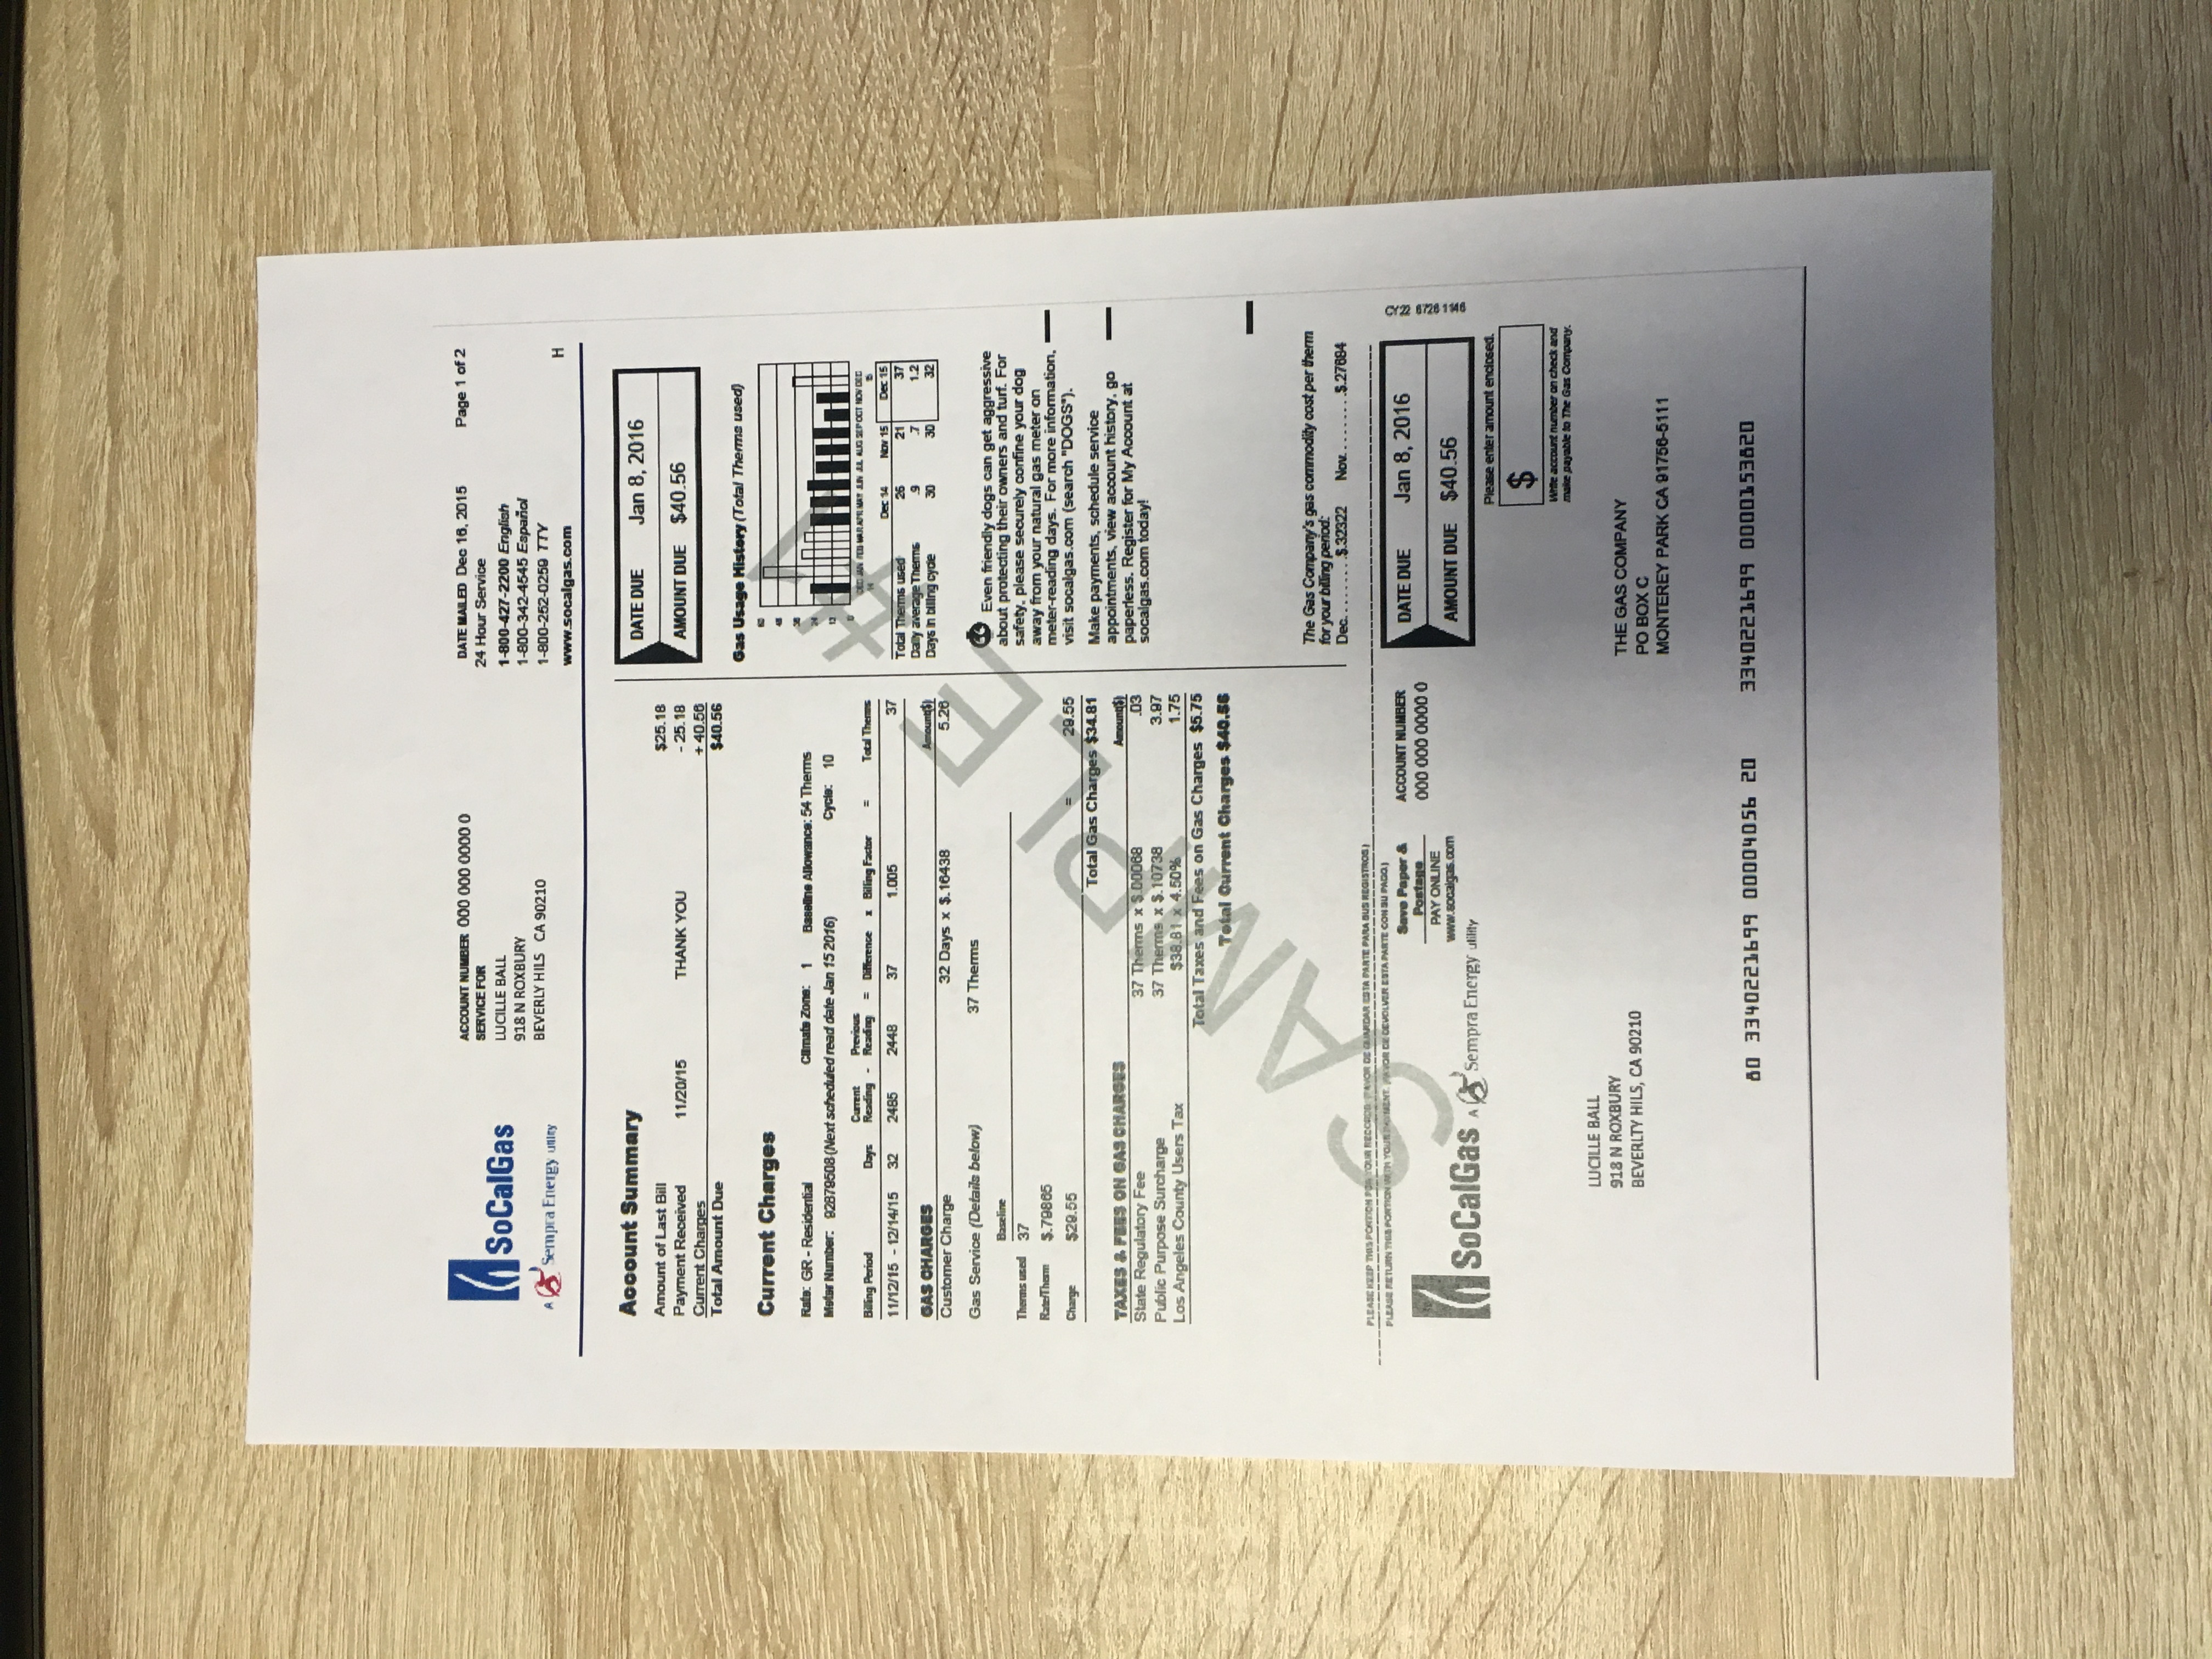 SoCalGas
A Sempra Energy utility
ACCOUNT NUMBER 000 000 0000 0
SERVICE FOR
LUCILLE BALL
918 N ROXBURY
BEVERLY HILS CA 90210
DATE MAILED Dec 16, 2015 Page 1 of 2
24 Hour Service
1-800-427-2200 English
1-800-342-4545 Español
1-800-252-0259 TTY
www.socalgas.com
H
Account Summary
Amount of Last Bill $25.18
Payment Received 11/20/15 THANK YOU - 25.18
Current Charges + 40.56
Total Amount Due $40.56
DATE DUE Jan 8, 2016
AMOUNT DUE $40.56
Current Charges
Rate: GR - Residential Climate Zone: 1 Baseline Allowance: 54 Therms
Meter Number: 92879508 (Next scheduled read date Jan 15 2016) Cycle: 10
Billing Period Days Current Reading - Previous Reading = Difference x Billing Factor = Total Therms
11/12/15 - 12/14/15 32 2485 2448 37 1.005 37
GAS CHARGES Amount($)
Customer Charge 32 Days x $.16438 5.26
Gas Service (Details below) 37 Therms
Baseline
Therms used 37
Rate/Therm $.79865
Charge $29.55 = 29.55
Total Gas Charges $34.81
TAXES & FEES ON GAS CHARGES Amount($)
State Regulatory Fee 37 Therms x $.00068 .03
Public Purpose Surcharge 37 Therms x $.10738 3.97
Los Angeles County Users Tax $38.81 x 4.50% 1.75
Total Taxes and Fees on Gas Charges $5.75
Total Current Charges $40.56
Gas Usage History (Total Therms used)
60
48
36
24
12
0
DEC JAN FEB MAR APR MAY JUN JUL AUG SEP OCT NOV DEC
14 15
Dec 14 Nov 15 Dec 15
Total Therms used 26 21 37
Daily average Therms .9 .7 1.2
Days in billing cycle 30 30 32
Even friendly dogs can get aggressive
about protecting their owners and turf. For
safety, please securely confine your dog
away from your natural gas meter on
meter-reading days. For more information,
visit socalgas.com (search "DOGS").
Make payments, schedule service
appointments, view account history, go
paperless. Register for My Account at
socalgas.com today!
The Gas Company's gas commodity cost per therm
for your billing period:
Dec.........$.32322 Nov.........$.27684
SAMPLE #1
PLEASE KEEP THIS PORTION FOR YOUR RECORDS. (FAVOR DE GUARDAR ESTA PARTE PARA SUS REGISTROS.)
PLEASE RETURN THIS PORTION WITH YOUR PAYMENT. (FAVOR DE DEVOLVER ESTA PARTE CON SU PAGO.)
SoCalGas A Sempra Energy utility
Save Paper &
Postage
PAY ONLINE
www.socalgas.com
ACCOUNT NUMBER
000 000 0000 0
DATE DUE Jan 8, 2016
AMOUNT DUE $40.56
Please enter amount enclosed.
$
Write account number on check and
make payable to The Gas Company.
LUCILLE BALL
918 N ROXBURY
BEVERLTY HILS, CA 90210
THE GAS COMPANY
PO BOX C
MONTEREY PARK CA 91756-5111
80 3340221699 00004056 20 3340221699 0000153820